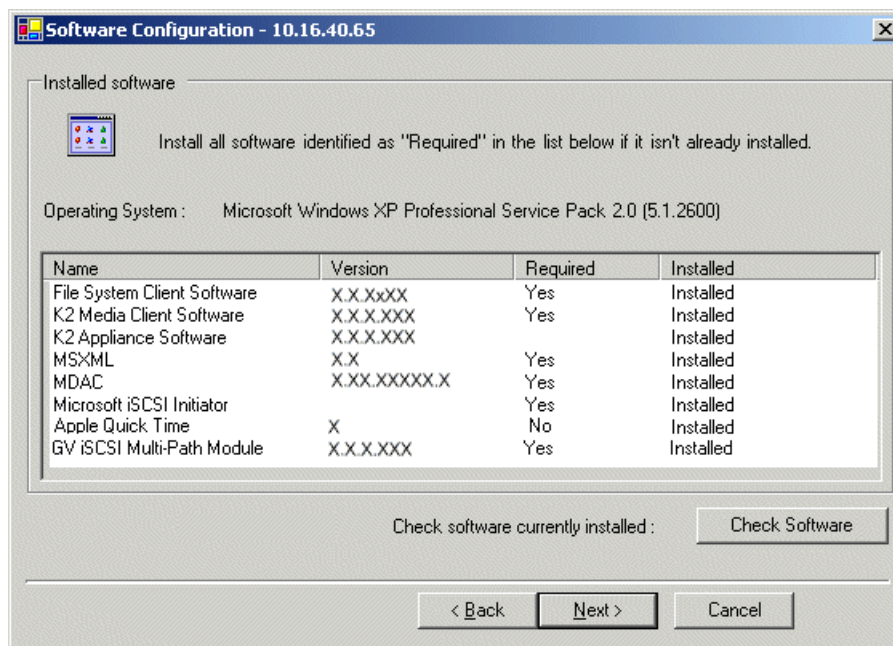 Software Configuration - 10.16.40.65
Installed software
Install all software identified as "Required" in the list below if it isn't already installed.
Operating System : Microsoft Windows XP Professional Service Pack 2.0 (5.1.2600)
Name Version Required Installed
File System Client Software X.X.XxXX Yes Installed
K2 Media Client Software X.X.X.XXX Yes Installed
K2 Appliance Software X.X.X.XXX Installed
MSXML X.X Yes Installed
MDAC X.XX.XXXXX.X Yes Installed
Microsoft iSCSI Initiator Yes Installed
Apple Quick Time X No Installed
GV iSCSI Multi-Path Module X.X.X.XXX Yes Installed
Check software currently installed : Check Software
< Back Next > Cancel